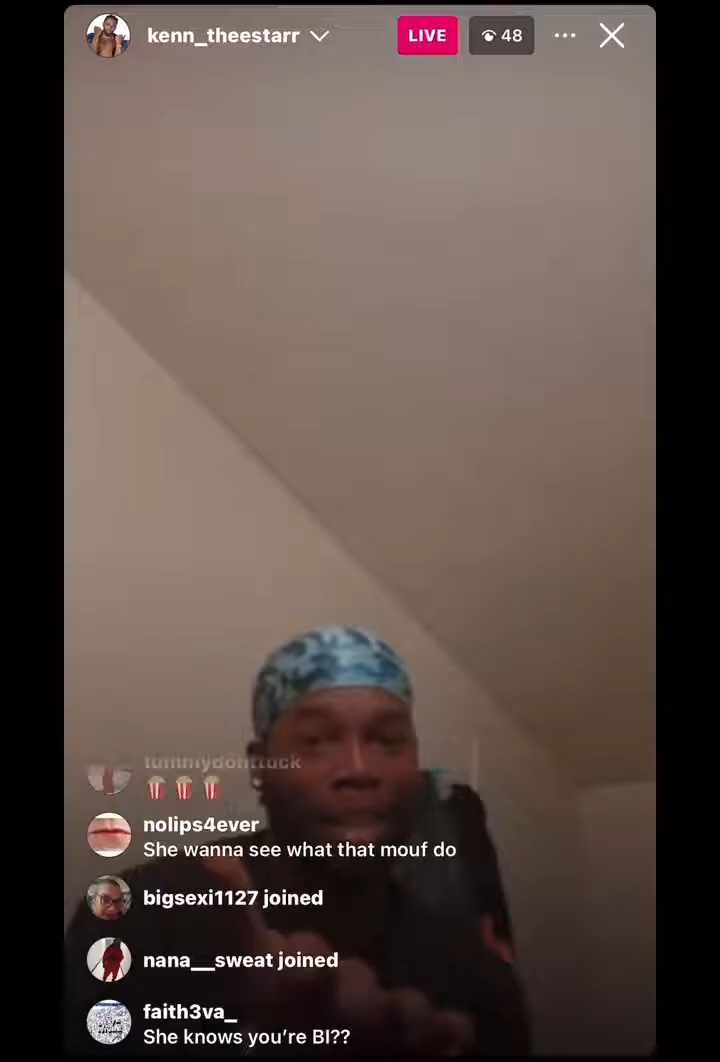 kenn_theestarr
LIVE
48
tummydonttuck
nolips4ever
She wanna see what that mouf do
bigsexi1127 joined
nana__sweat joined
faith3va_
She knows you're BI??